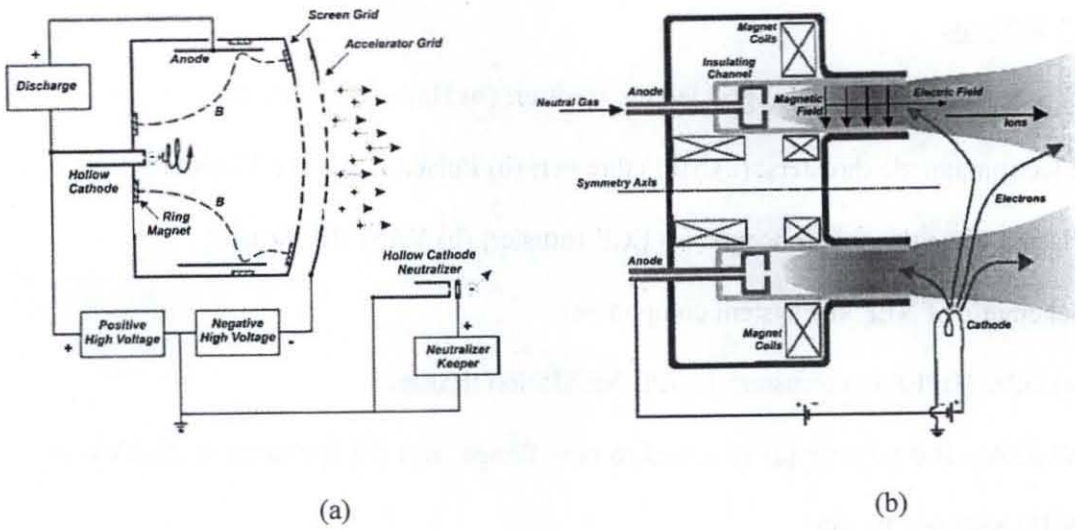 Screen Grid
Accelerator Grid
Anode
B
+
Discharge
Hollow
Cathode
B
Ring
Magnet
Hollow Cathode
Neutralizer
+
Positive
High Voltage
Negative
High Voltage
-
+
Neutralizer
Keeper
(a)
Magnet
Coils
Insulating
Channel
Neutral Gas
Anode
Magnetic
Field
Electric Field
Ions
Symmetry Axis
Electrons
Anode
Magnet
Coils
Cathode
+ -
+ -
(b)